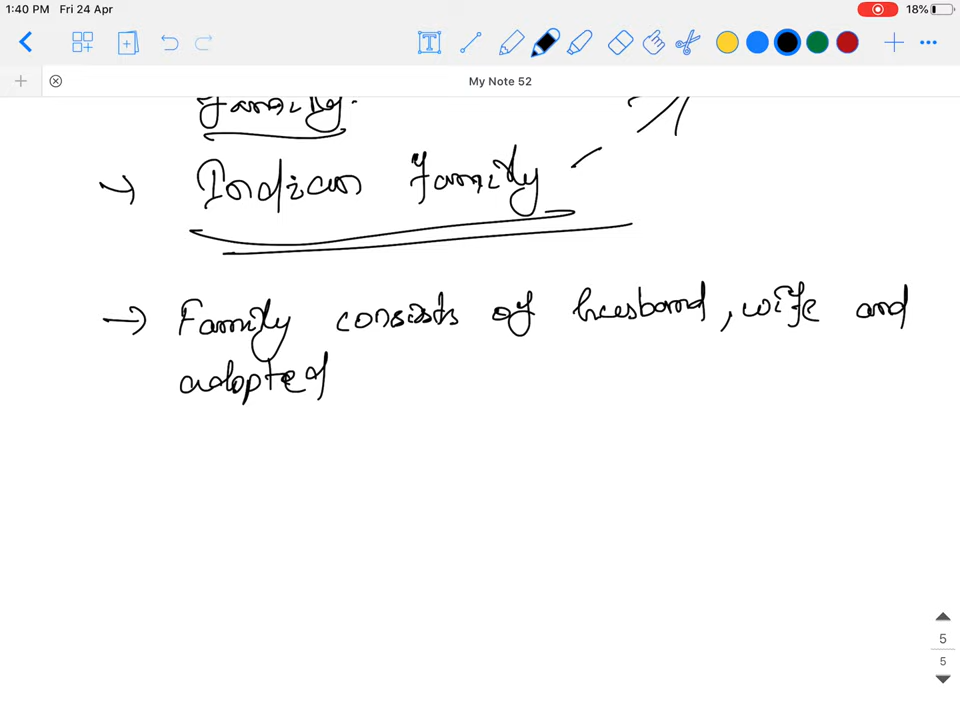 1:40 PM Fri 24 Apr
18%
My Note 52
Family.
→ Indian Family
→ Family consists of husband, wife and
adopted
5
5